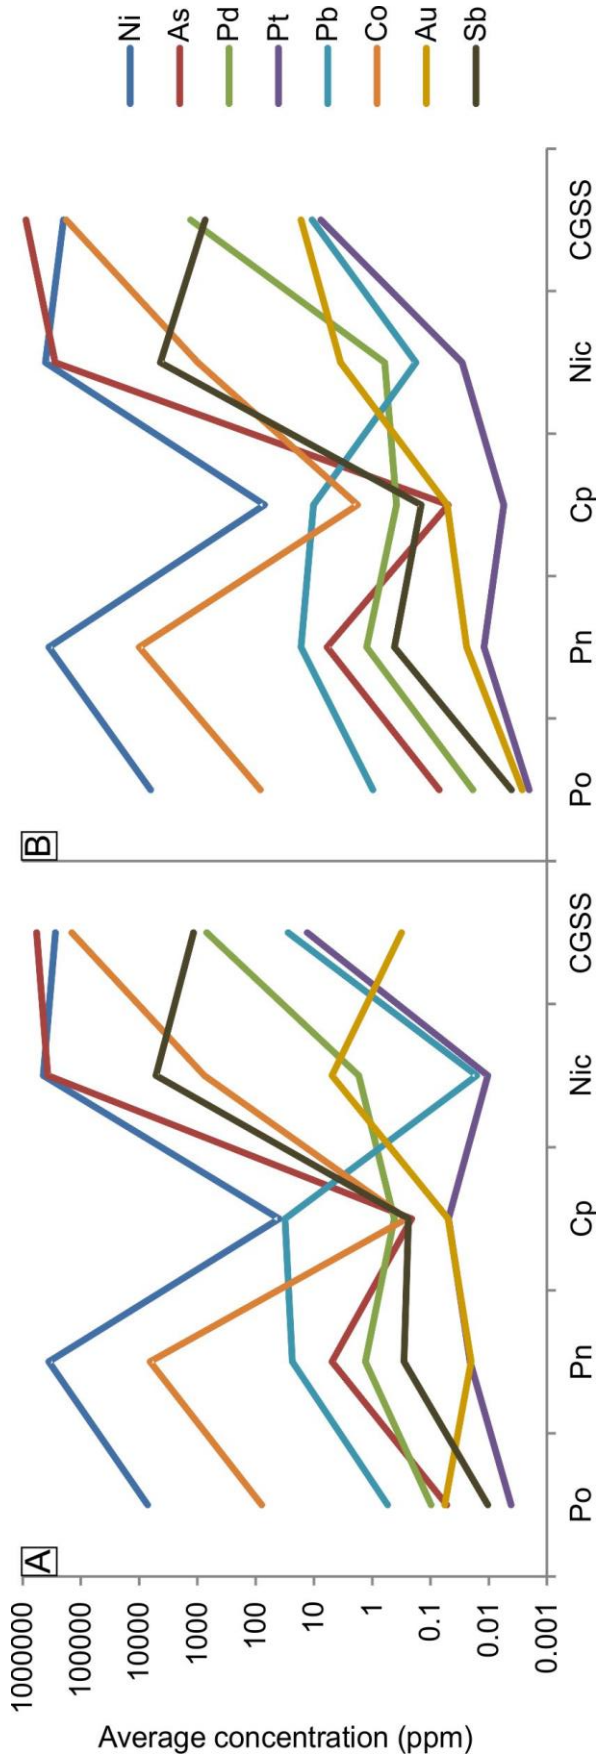 A
B
1000000
100000
10000
1000
100
10
1
0.1
0.01
0.001
Average concentration (ppm)
Po Pn Cp Nic CGSS
Po Pn Cp Nic CGSS
Ni
As
Pd
Pt
Pb
Co
Au
Sb